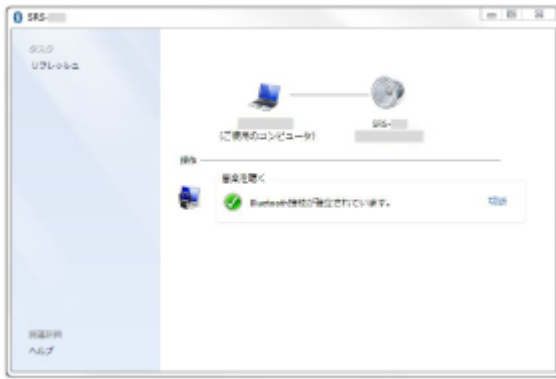 SRS-
タスク
リフレッシュ
(ご使用のコンピュータ)
SRS-
操作
音楽を聴く
Bluetooth接続が確立されています。
切断
関連項目
ヘルプ